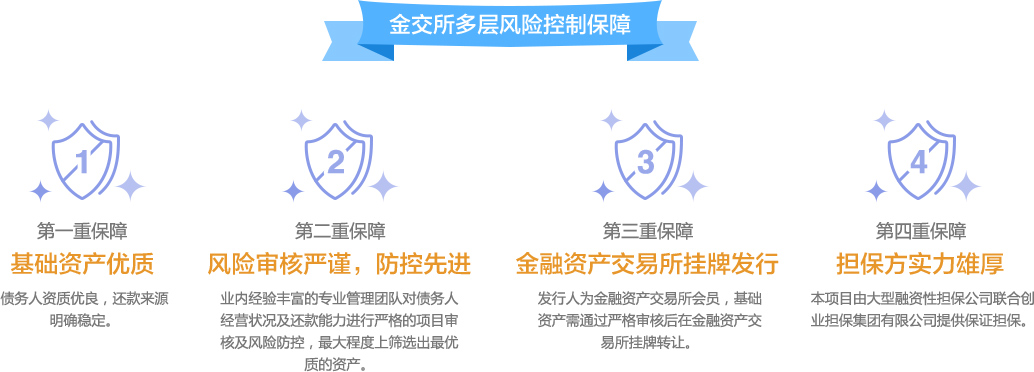 金交所多层风险控制保障
1
第一重保障
基础资产优质
债务人资质优良，还款来源
明确稳定。
2
第二重保障
风险审核严谨，防控先进
业内经验丰富的专业管理团队对债务人
经营状况及还款能力进行严格的项目审
核及风险防控，最大程度上筛选出最优
质的资产。
3
第三重保障
金融资产交易所挂牌发行
发行人为金融资产交易所会员，基础
资产需通过严格审核后在金融资产交
易所挂牌转让。
4
第四重保障
担保方实力雄厚
本项目由大型融资性担保公司联合创
业担保集团有限公司提供保证担保。